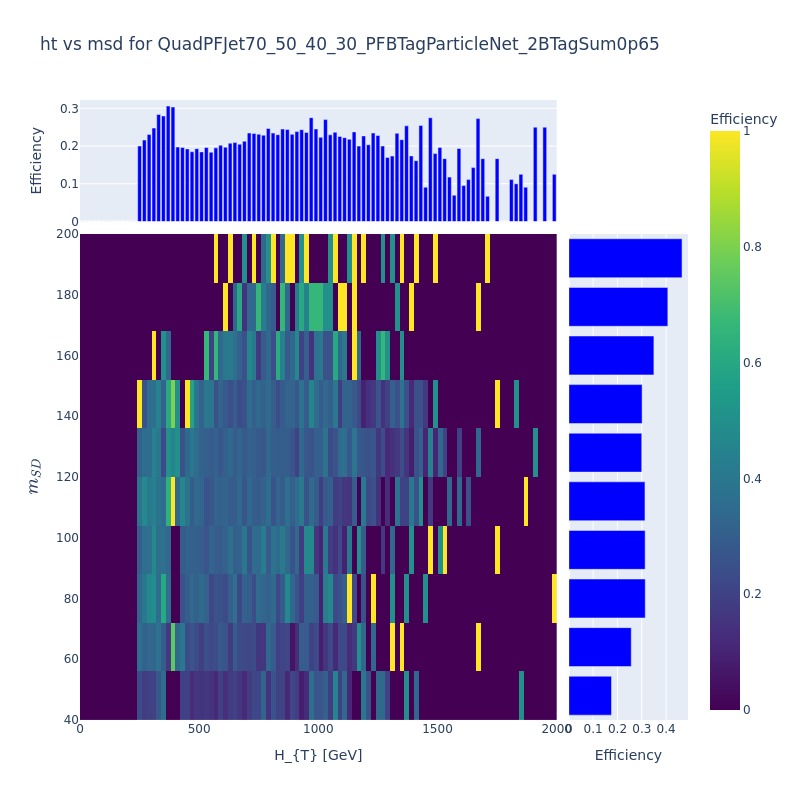 ht vs msd for QuadPFJet70_50_40_30_PFBTagParticleNet_2BTagSum0p65
Efficiency
0.3
0.2
0.1
0
Efficiency
1
0.8
0.6
0.4
0.2
0
m_{SD}
200
180
160
140
120
100
80
60
40
0 500 1000 1500 2000
H_{T} [GeV]
0 0.1 0.2 0.3 0.4
Efficiency